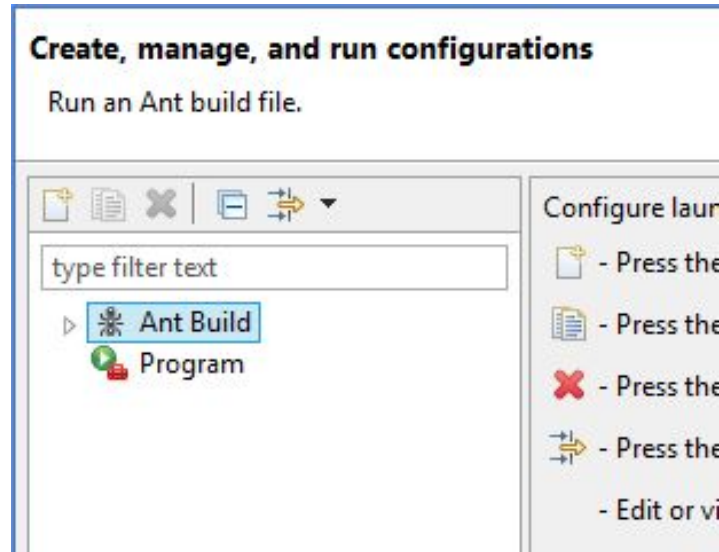 Create, manage, and run configurations
Run an Ant build file.
type filter text
Ant Build
Program
Configure laun
- Press the
- Press the
- Press the
- Press the
- Edit or vi